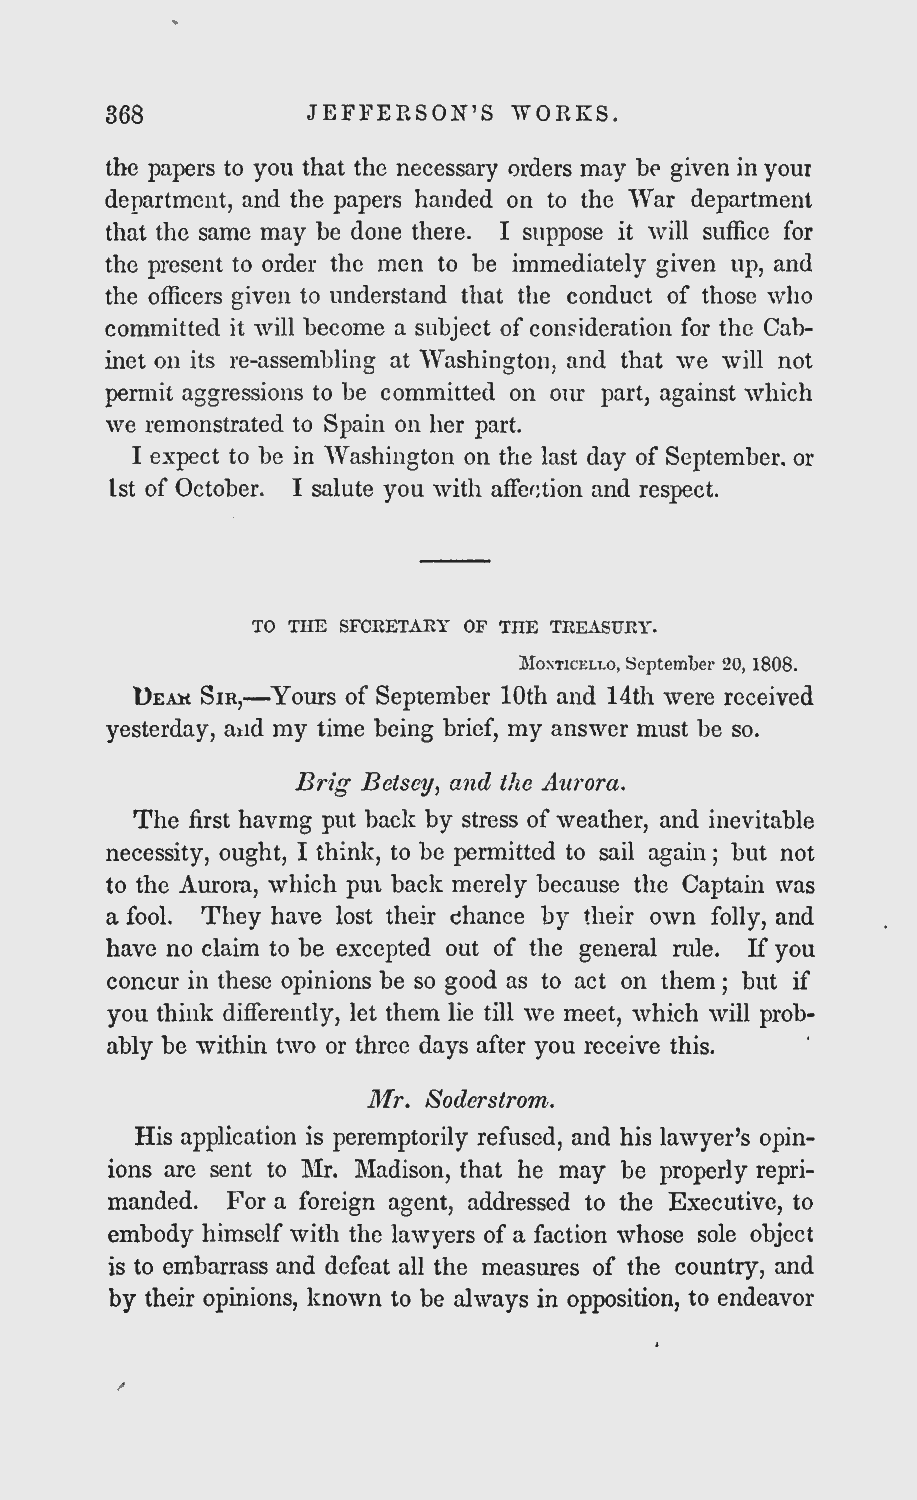 368 JEFFERSON'S WORKS.
the papers to you that the necessary orders may be given in your
department, and the papers handed on to the War department
that the same may be done there. I suppose it will suffice for
the present to order the men to be immediately given up, and
the officers given to understand that the conduct of those who
committed it will become a subject of consideration for the Cab-
inet on its re-assembling at Washington, and that we will not
permit aggressions to be committed on our part, against which
we remonstrated to Spain on her part.
I expect to be in Washington on the last day of September, or
1st of October. I salute you with affection and respect.
TO THE SECRETARY OF THE TREASURY.
MONTICELLO, September 20, 1808.
DEAR SIR,—Yours of September 10th and 14th were received
yesterday, and my time being brief, my answer must be so.
Brig Betsey, and the Aurora.
The first having put back by stress of weather, and inevitable
necessity, ought, I think, to be permitted to sail again; but not
to the Aurora, which put back merely because the Captain was
a fool. They have lost their chance by their own folly, and
have no claim to be excepted out of the general rule. If you
concur in these opinions be so good as to act on them; but if
you think differently, let them lie till we meet, which will prob-
ably be within two or three days after you receive this.
Mr. Soderstrom.
His application is peremptorily refused, and his lawyer's opin-
ions are sent to Mr. Madison, that he may be properly repri-
manded. For a foreign agent, addressed to the Executive, to
embody himself with the lawyers of a faction whose sole object
is to embarrass and defeat all the measures of the country, and
by their opinions, known to be always in opposition, to endeavor